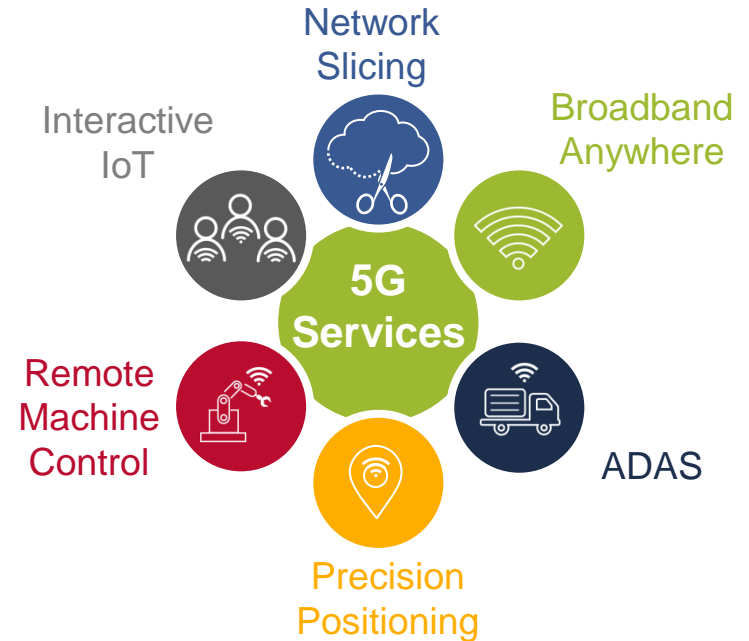 Network
Slicing
Broadband
Anywhere
Interactive
IoT
5G
Services
Remote
Machine
Control
ADAS
Precision
Positioning